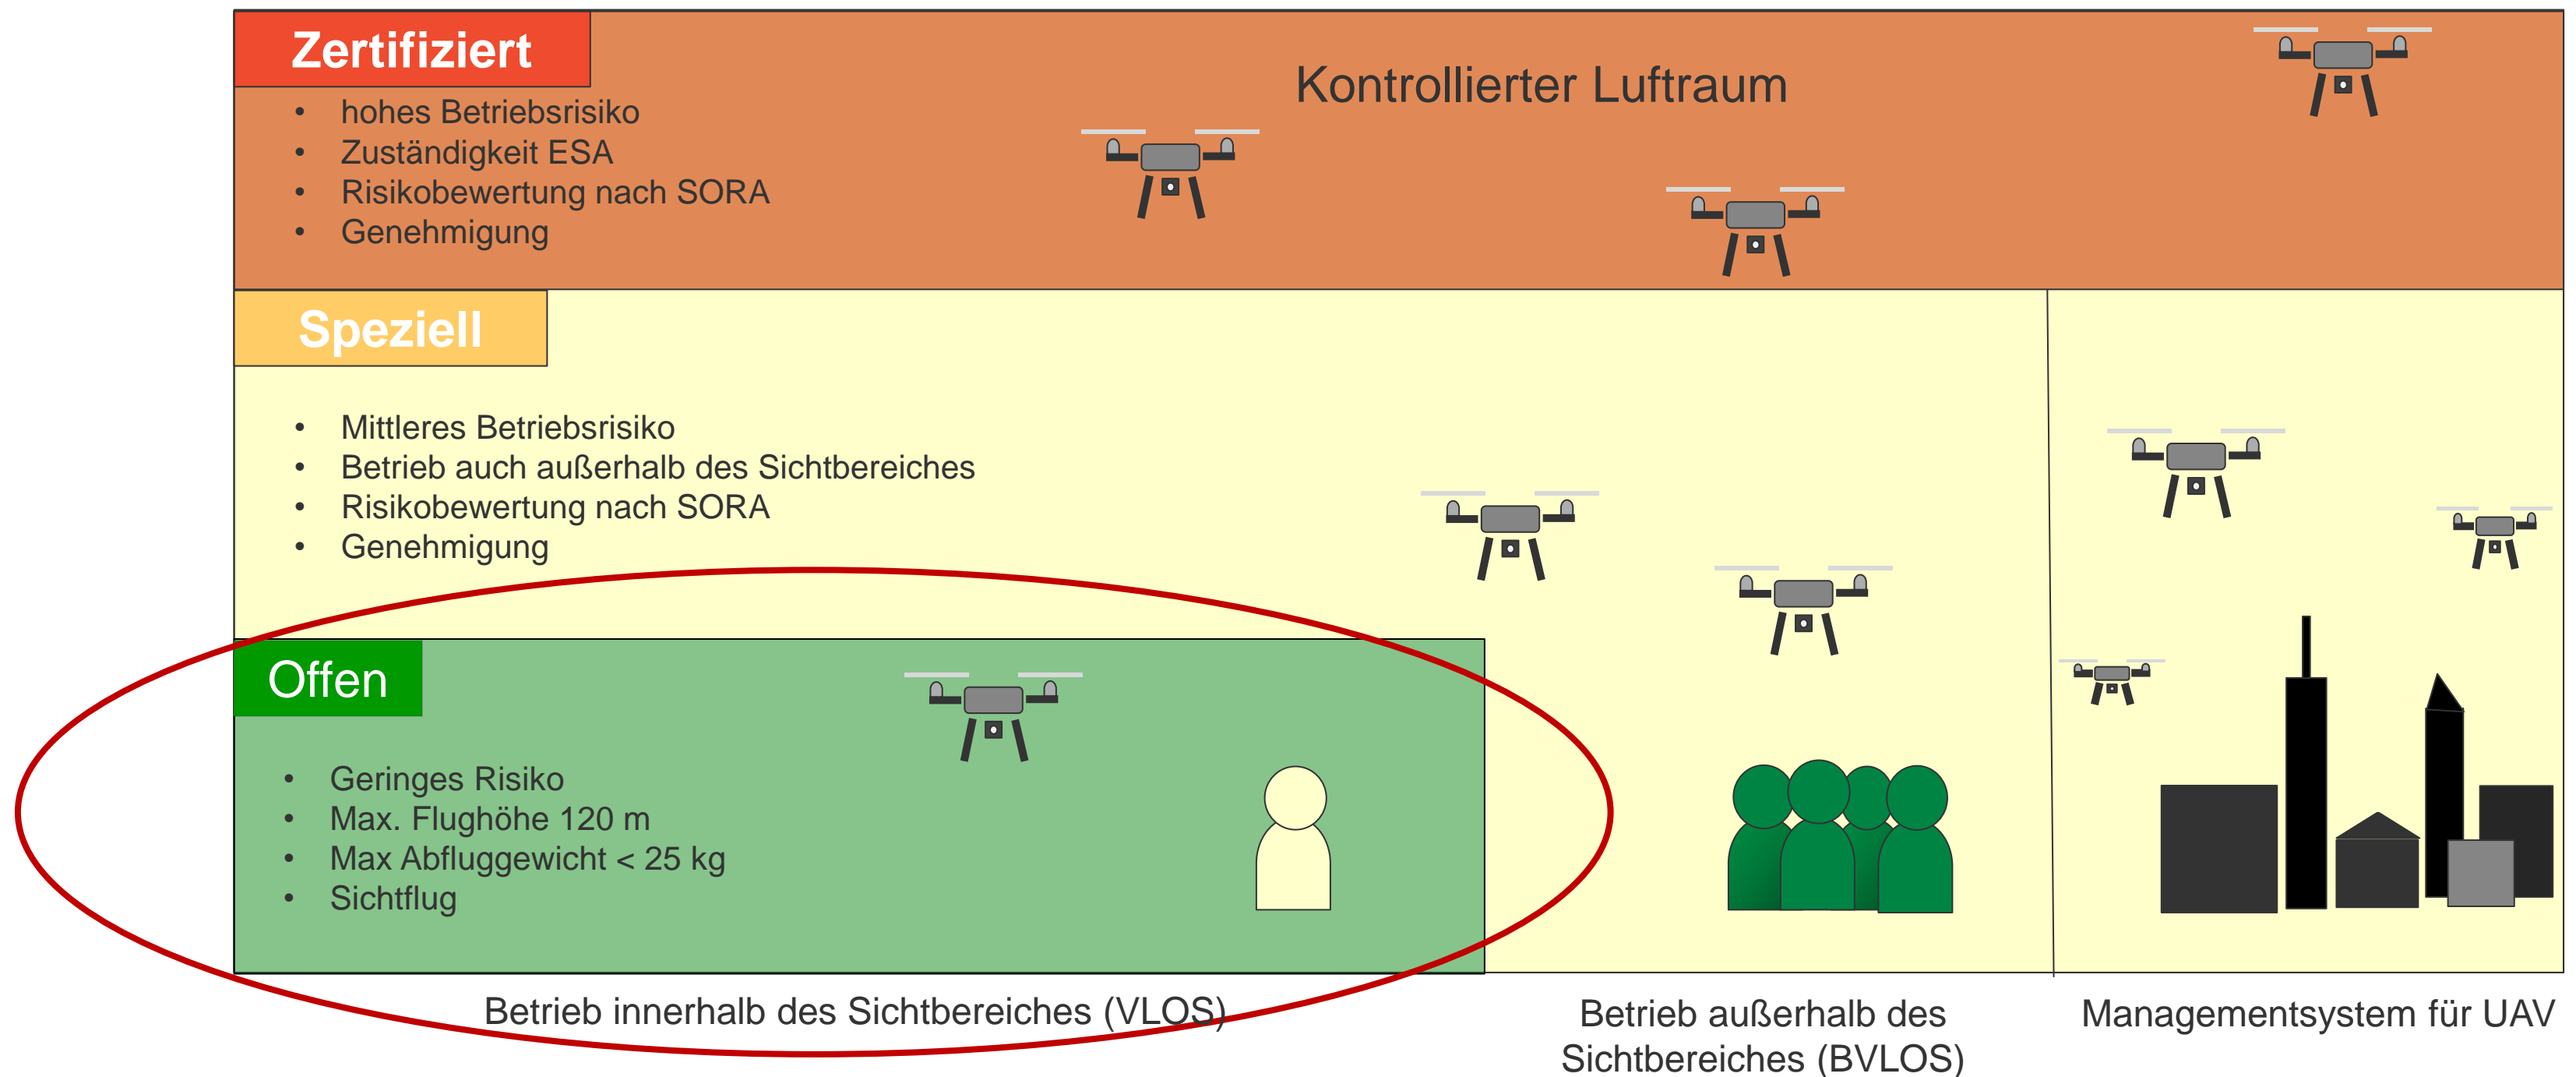 Zertifiziert
Kontrollierter Luftraum
• hohes Betriebsrisiko
• Zuständigkeit ESA
• Risikobewertung nach SORA
• Genehmigung
Speziell
• Mittleres Betriebsrisiko
• Betrieb auch außerhalb des Sichtbereiches
• Risikobewertung nach SORA
• Genehmigung
Offen
• Geringes Risiko
• Max. Flughöhe 120 m
• Max Abfluggewicht < 25 kg
• Sichtflug
Betrieb innerhalb des Sichtbereiches (VLOS)
Betrieb außerhalb des
Sichtbereiches (BVLOS)
Managementsystem für UAV